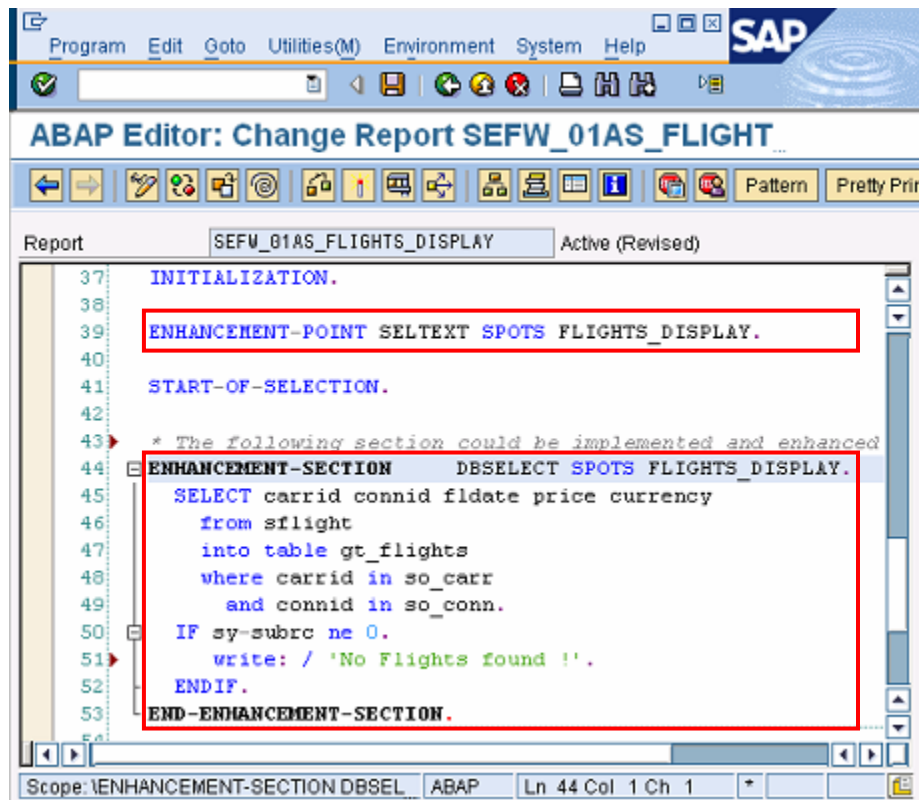 Program Edit Goto Utilities(M) Environment System Help
SAP
ABAP Editor: Change Report SEFW_01AS_FLIGHT
Pattern Pretty Prin
Report SEFW_01AS_FLIGHTS_DISPLAY Active (Revised)
37 INITIALIZATION.
38
39 ENHANCEMENT-POINT SELTEXT SPOTS FLIGHTS_DISPLAY.
40
41 START-OF-SELECTION.
42
43 * The following section could be implemented and enhanced
44 ENHANCEMENT-SECTION DBSELECT SPOTS FLIGHTS_DISPLAY.
45 SELECT carrid connid fldate price currency
46 from sflight
47 into table gt_flights
48 where carrid in so_carr
49 and connid in so_conn.
50 IF sy-subrc ne 0.
51 write: / 'No Flights found !'.
52 ENDIF.
53 END-ENHANCEMENT-SECTION.
54
Scope: \ENHANCEMENT-SECTION DBSEL ABAP Ln 44 Col 1 Ch 1 *